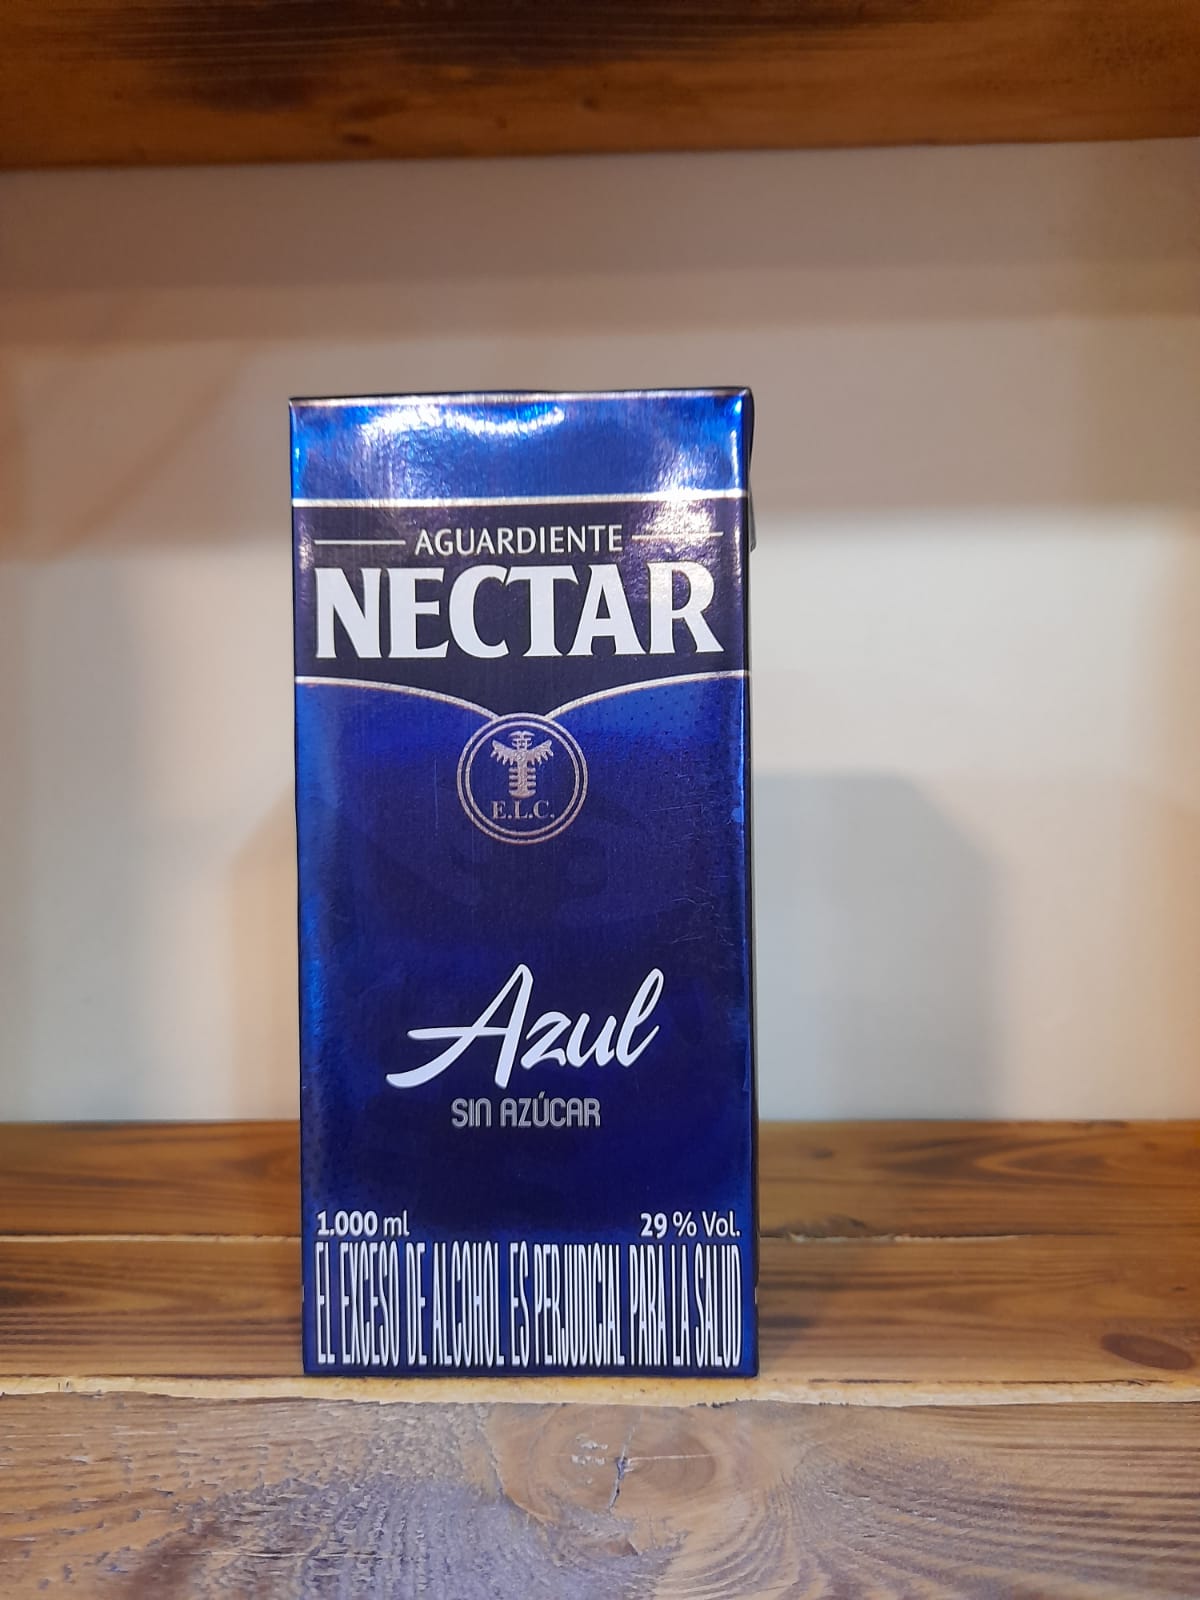 AGUARDIENTE
NECTAR
E.L.C.
Azul
SIN AZÚCAR
1.000 ml 29 % Vol.
EL EXCESO DE ALCOHOL ES PERJUDICIAL PARA LA SALUD